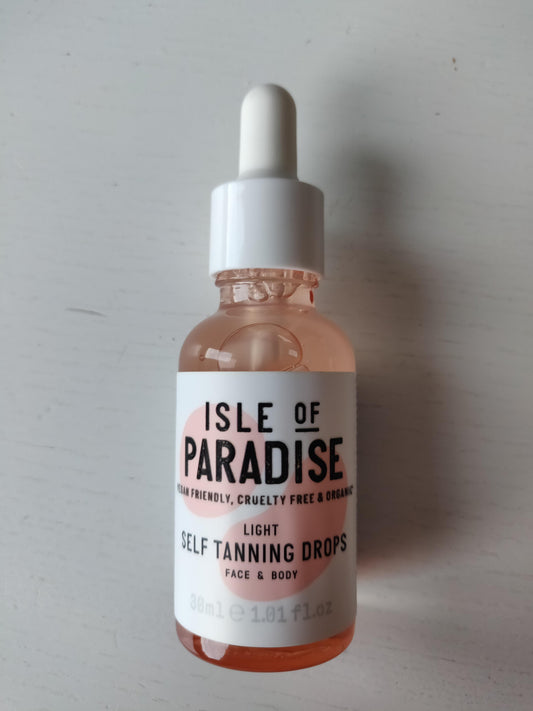 ISLE OF
PARADISE
VEGAN FRIENDLY, CRUELTY FREE & ORGANIC*
LIGHT
SELF TANNING DROPS
FACE & BODY
30ml e 1.01 fl.oz